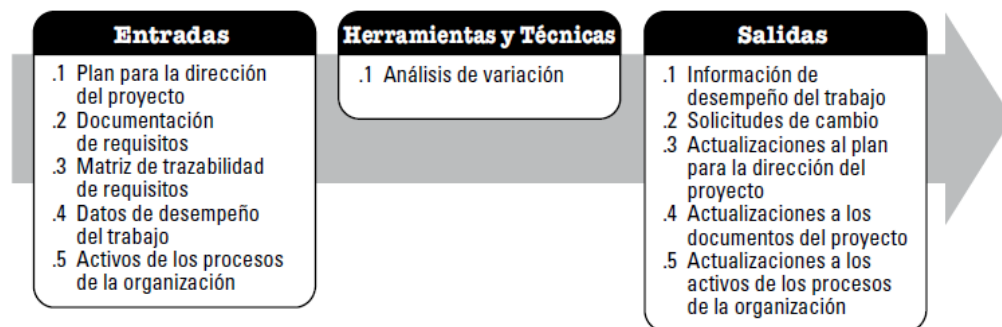 Entradas
.1 Plan para la dirección
del proyecto
.2 Documentación
de requisitos
.3 Matriz de trazabilidad
de requisitos
.4 Datos de desempeño
del trabajo
.5 Activos de los procesos
de la organización
Herramientas y Técnicas
.1 Análisis de variación
Salidas
.1 Información de
desempeño del trabajo
.2 Solicitudes de cambio
.3 Actualizaciones al plan
para la dirección del
proyecto
.4 Actualizaciones a los
documentos del proyecto
.5 Actualizaciones a los
activos de los procesos
de la organización